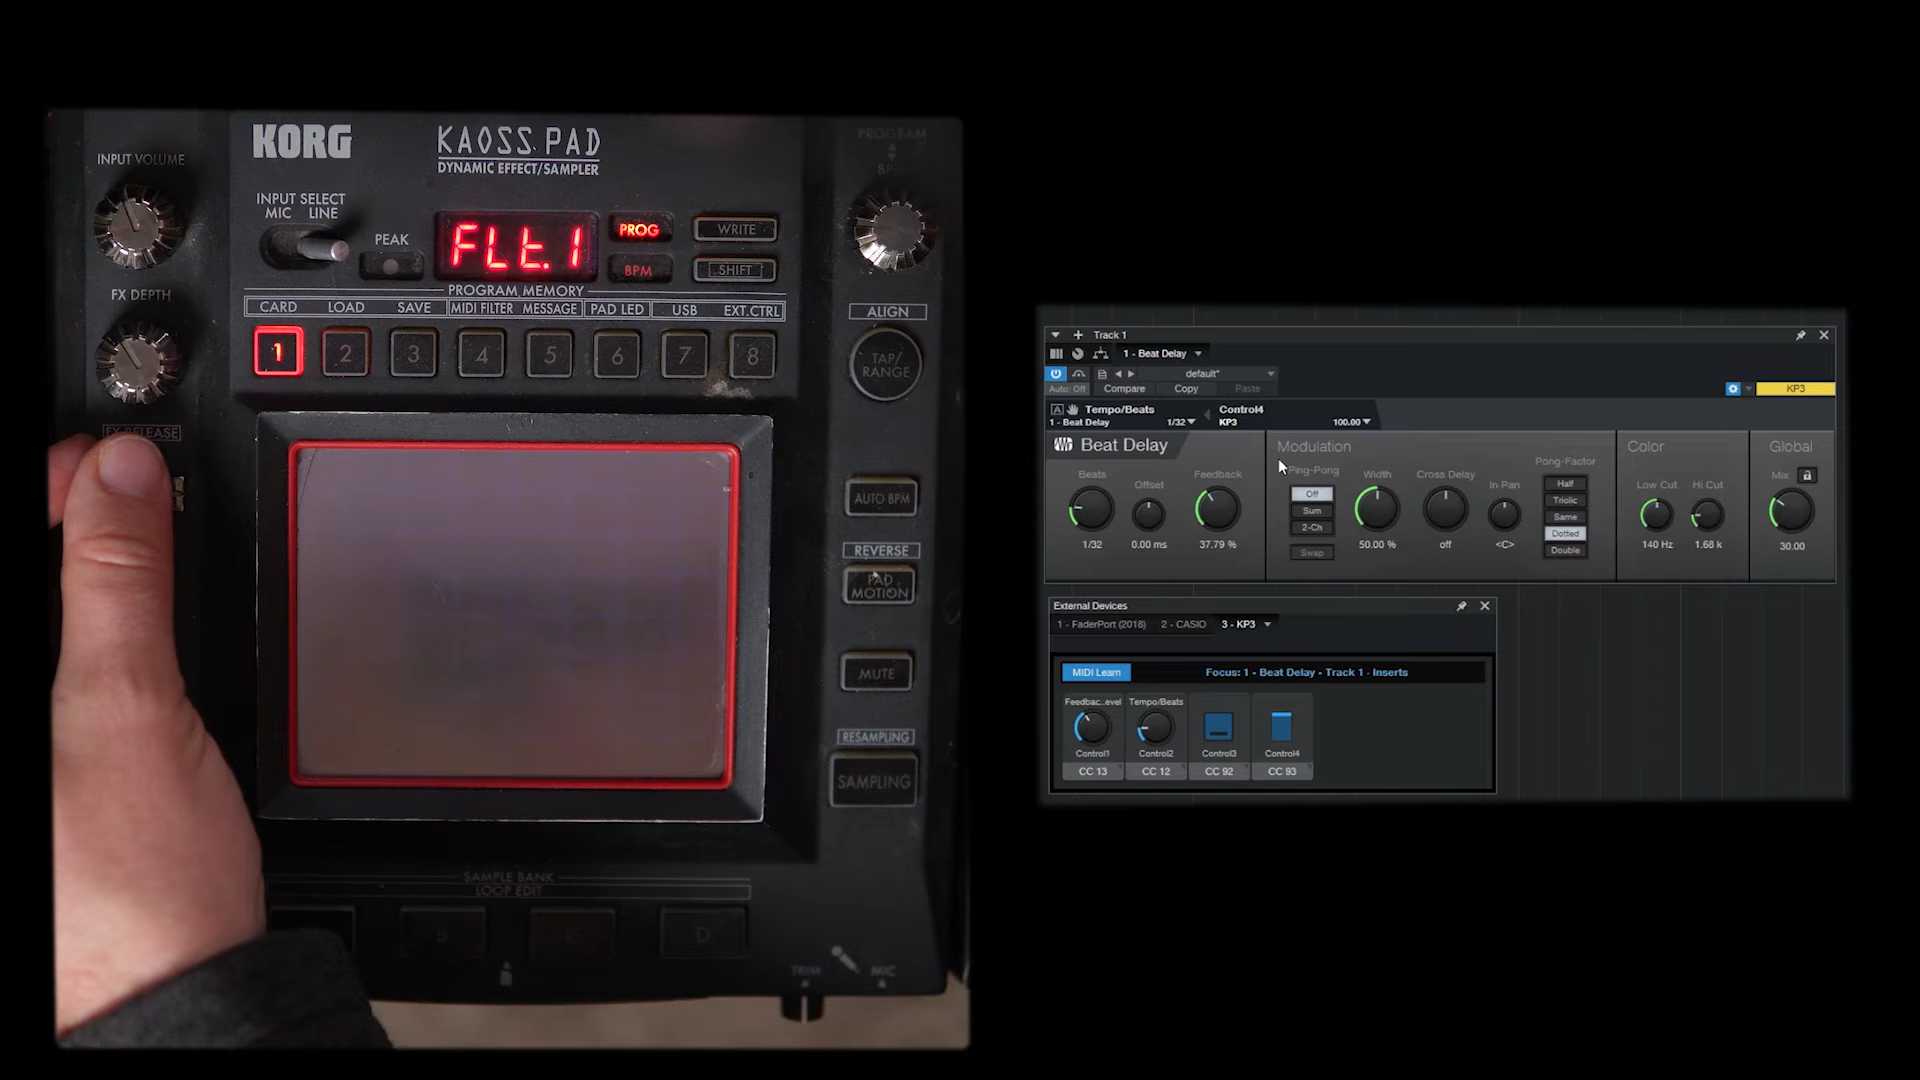 KORG
KAOSS PAD
DYNAMIC EFFECT/SAMPLER
INPUT VOLUME
INPUT SELECT
MIC LINE
PEAK
FLt.1
PROG
BPM
WRITE
SHIFT
PROGRAM
FX DEPTH
PROGRAM MEMORY
CARD LOAD SAVE MIDI FILTER MESSAGE PAD LED USB EXT.CTRL
1 2 3 4 5 6 7 8
ALIGN
TAP/
RANGE
FX RELEASE
AUTO BPM
REVERSE
PAD
MOTION
MUTE
RESAMPLING
SAMPLING
SAMPLE BANK
LOOP EDIT
D
TRIM MIC
Track 1
1 - Beat Delay
default*
Auto: Off Compare Copy Paste
KP3
Tempo/Beats Control4
1 - Beat Delay 1/32 KP3 100.00
Beat Delay Modulation Color Global
Beats Offset Feedback Ping-Pong Width Cross Delay In Pan Pong-Factor Low Cut Hi Cut Mix
Off
Sum
2-Ch
Swap
Half
Triolic
Same
Dotted
Double
1/32 0.00 ms 37.79 % 50.00 % off <C> 140 Hz 1.68 k 30.00
External Devices
1 - FaderPort (2018) 2 - CASIO 3 - KP3
MIDI Learn Focus: 1 - Beat Delay - Track 1 - Inserts
Feedbac..evel Tempo/Beats
Control1 Control2 Control3 Control4
CC 13 CC 12 CC 92 CC 93